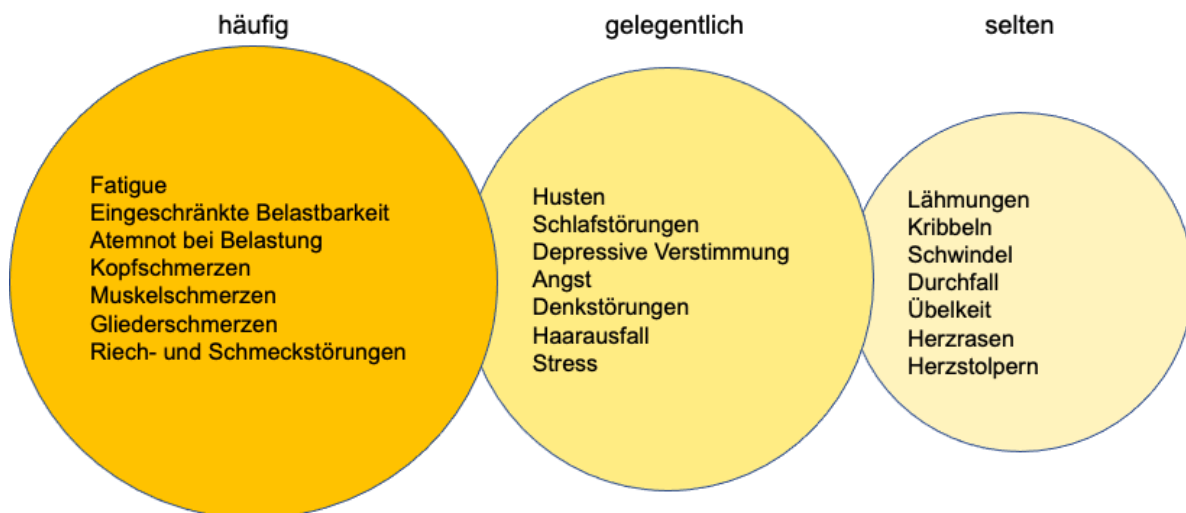 häufig
gelegentlich
selten
Fatigue
Eingeschränkte Belastbarkeit
Atemnot bei Belastung
Kopfschmerzen
Muskelschmerzen
Gliederschmerzen
Riech- und Schmeckstörungen
Husten
Schlafstörungen
Depressive Verstimmung
Angst
Denkstörungen
Haarausfall
Stress
Lähmungen
Kribbeln
Schwindel
Durchfall
Übelkeit
Herzrasen
Herzstolpern